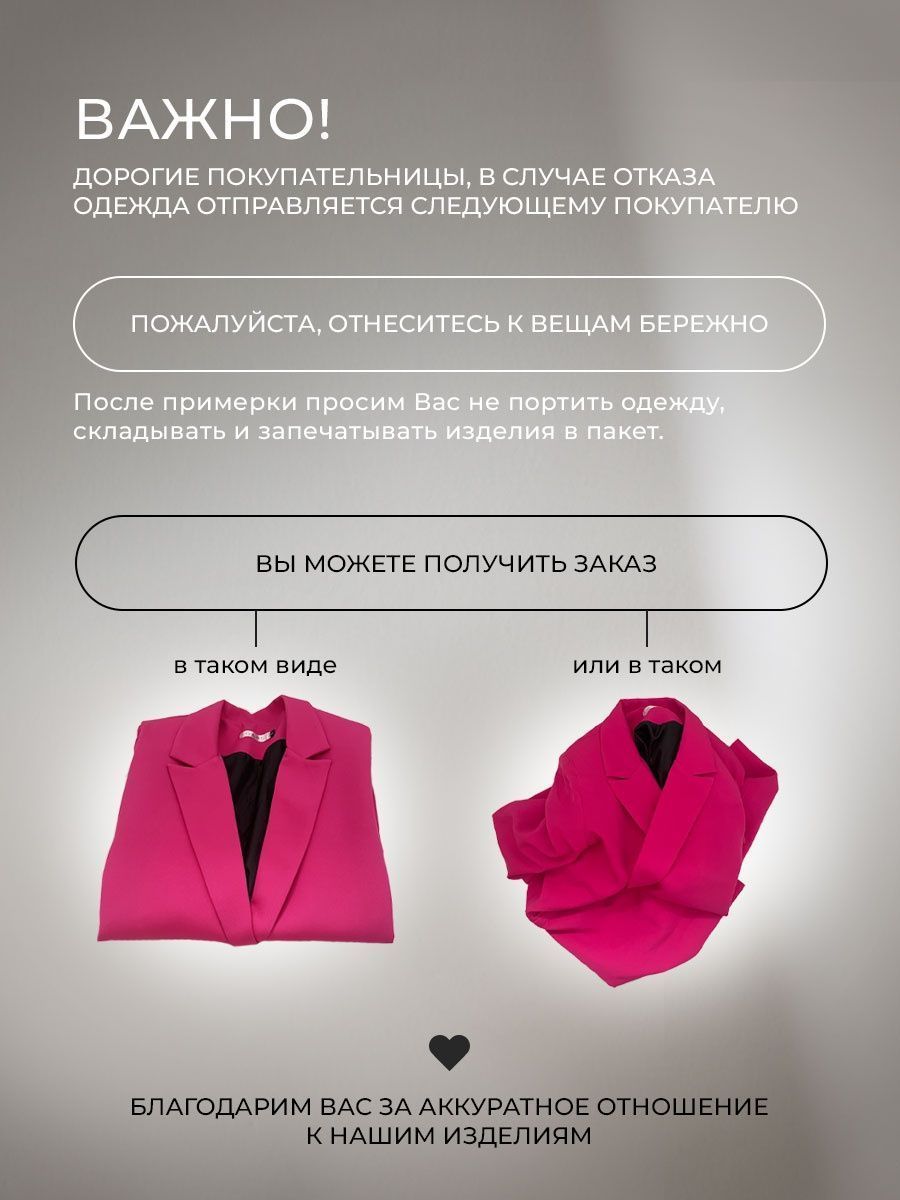 ВАЖНО!
ДОРОГИЕ ПОКУПАТЕЛЬНИЦЫ, В СЛУЧАЕ ОТКАЗА
ОДЕЖДА ОТПРАВЛЯЕТСЯ СЛЕДУЮЩЕМУ ПОКУПАТЕЛЮ
ПОЖАЛУЙСТА, ОТНЕСИТЕСЬ К ВЕЩАМ БЕРЕЖНО
После примерки просим Вас не портить одежду,
складывать и запечатывать изделия в пакет.
ВЫ МОЖЕТЕ ПОЛУЧИТЬ ЗАКАЗ
в таком виде
или в таком
БЛАГОДАРИМ ВАС ЗА АККУРАТНОЕ ОТНОШЕНИЕ
К НАШИМ ИЗДЕЛИЯМ